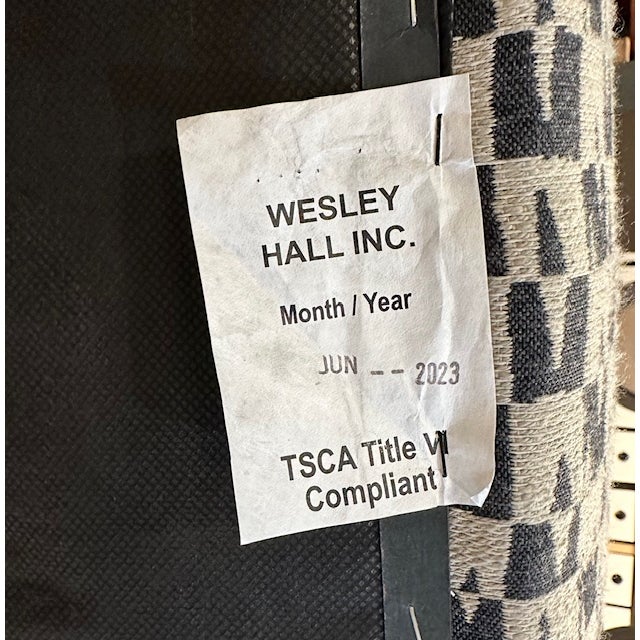 WESLEY
HALL INC.
Month / Year
JUN -- 2023
TSCA Title VI
Compliant